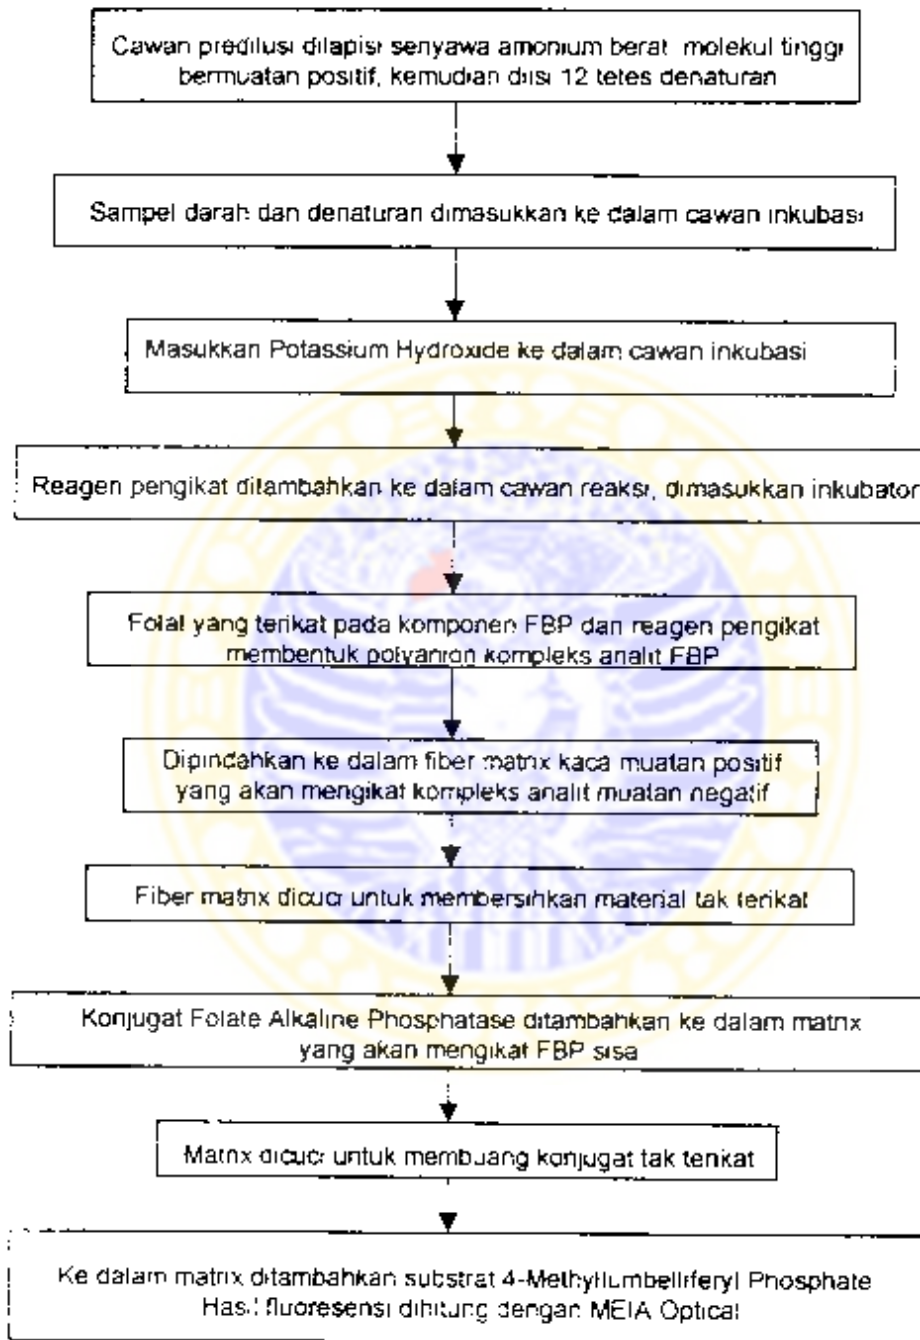 Cawan predilusi dilapisi senyawa amonium berat molekul tinggi
bermuatan positif, kemudian diisi 12 tetes denaturan
Sampel darah dan denaturan dimasukkan ke dalam cawan inkubasi
Masukkan Potassium Hydroxide ke dalam cawan inkubasi
Reagen pengikat ditambahkan ke dalam cawan reaksi, dimasukkan inkubator
Folat yang terikat pada komponen FBP dan reagen pengikat
membentuk polyanion kompleks analit FBP
Dipindahkan ke dalam fiber matrix kaca muatan positif
yang akan mengikat kompleks analit muatan negatif
Fiber matrix dicuci untuk membersihkan material tak terikat
Konjugat Folate Alkaline Phosphatase ditambahkan ke dalam matrix
yang akan mengikat FBP sisa
Matrix dicuci untuk membuang konjugat tak terikat
Ke dalam matrix ditambahkan substrat 4-Methyllumbelliferyl Phosphate
Hasil fluoresensi dihitung dengan MEIA Optical